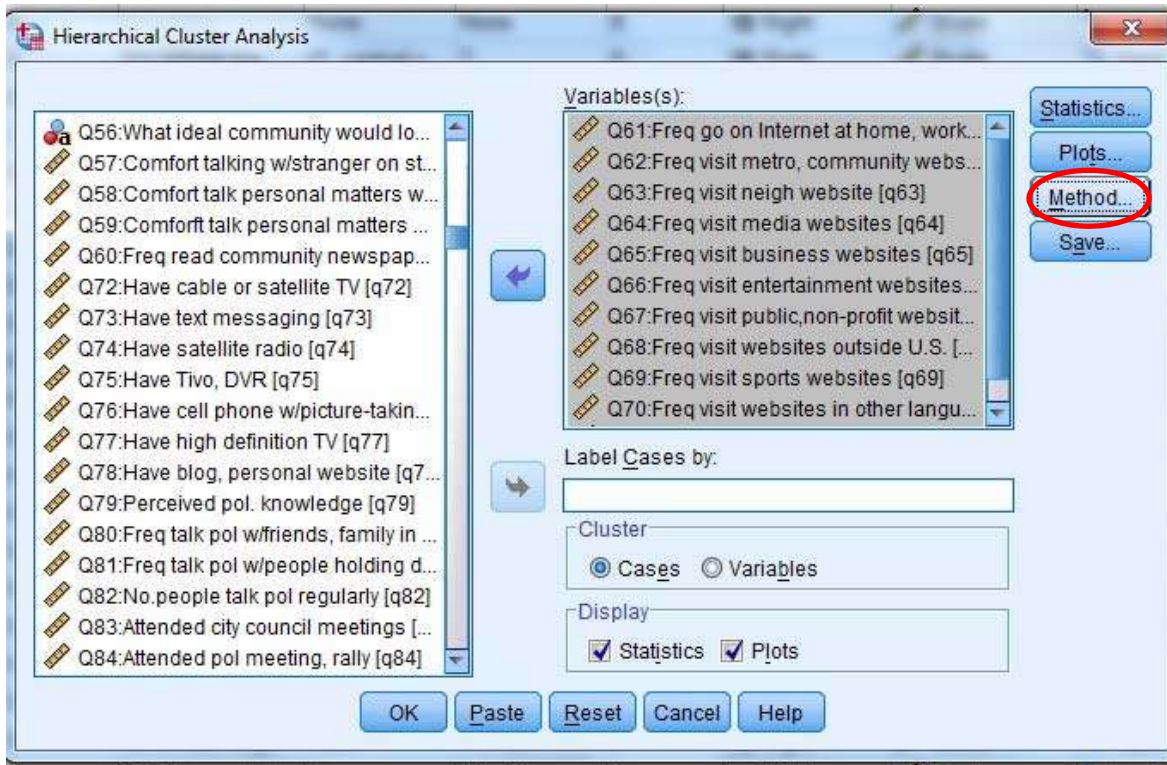 Hierarchical Cluster Analysis
Q56:What ideal community would lo...
Q57:Comfort talking w/stranger on st...
Q58:Comfort talk personal matters w...
Q59:Comforft talk personal matters ...
Q60:Freq read community newspap...
Q72:Have cable or satellite TV [q72]
Q73:Have text messaging [q73]
Q74:Have satellite radio [q74]
Q75:Have Tivo, DVR [q75]
Q76:Have cell phone w/picture-takin...
Q77:Have high definition TV [q77]
Q78:Have blog, personal website [q7...
Q79:Perceived pol. knowledge [q79]
Q80:Freq talk pol w/friends, family in ...
Q81:Freq talk pol w/people holding d...
Q82:No.people talk pol regularly [q82]
Q83:Attended city council meetings [...
Q84:Attended pol meeting, rally [q84]
Variables(s):
Q61:Freq go on Internet at home, work...
Q62:Freq visit metro, community webs...
Q63:Freq visit neigh website [q63]
Q64:Freq visit media websites [q64]
Q65:Freq visit business websites [q65]
Q66:Freq visit entertainment websites...
Q67:Freq visit public,non-profit websit...
Q68:Freq visit websites outside U.S. [...
Q69:Freq visit sports websites [q69]
Q70:Freq visit websites in other langu...
Label Cases by:
Cluster
Cases Variables
Display
Statistics Plots
Statistics...
Plots...
Method...
Save...
OK Paste Reset Cancel Help